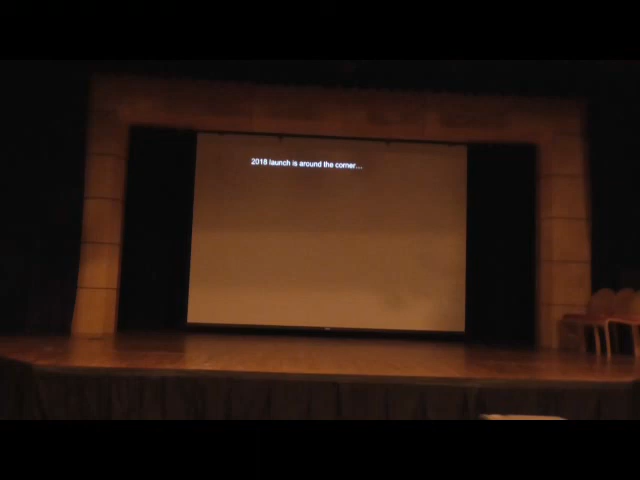 2018 launch is around the corner....